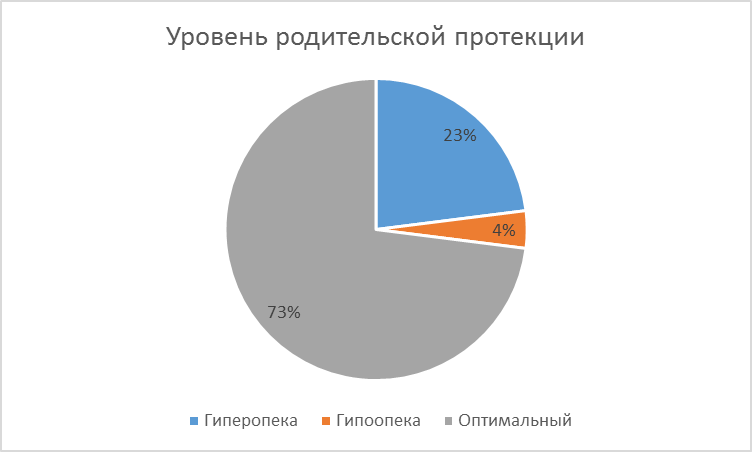 Уровень родительской протекции
23%
4%
73%
Гиперопека Гипоопека Оптимальный